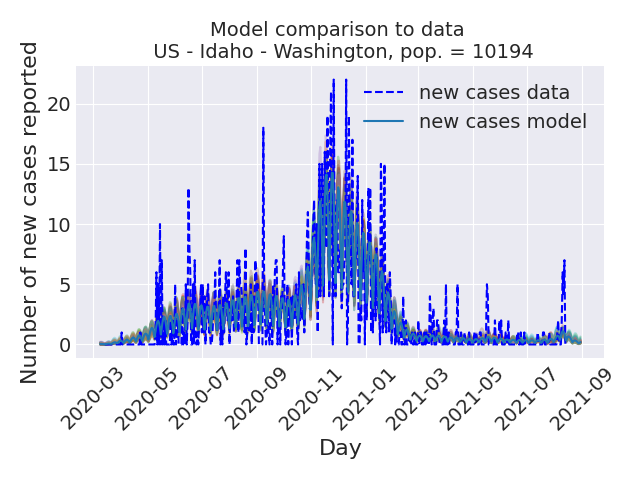 Model comparison to data
US - Idaho - Washington, pop. = 10194
Number of new cases reported
20
15
10
5
0
new cases data
new cases model
2020-03
2020-05
2020-07
2020-09
2020-11
2021-01
2021-03
2021-05
2021-07
2021-09
Day